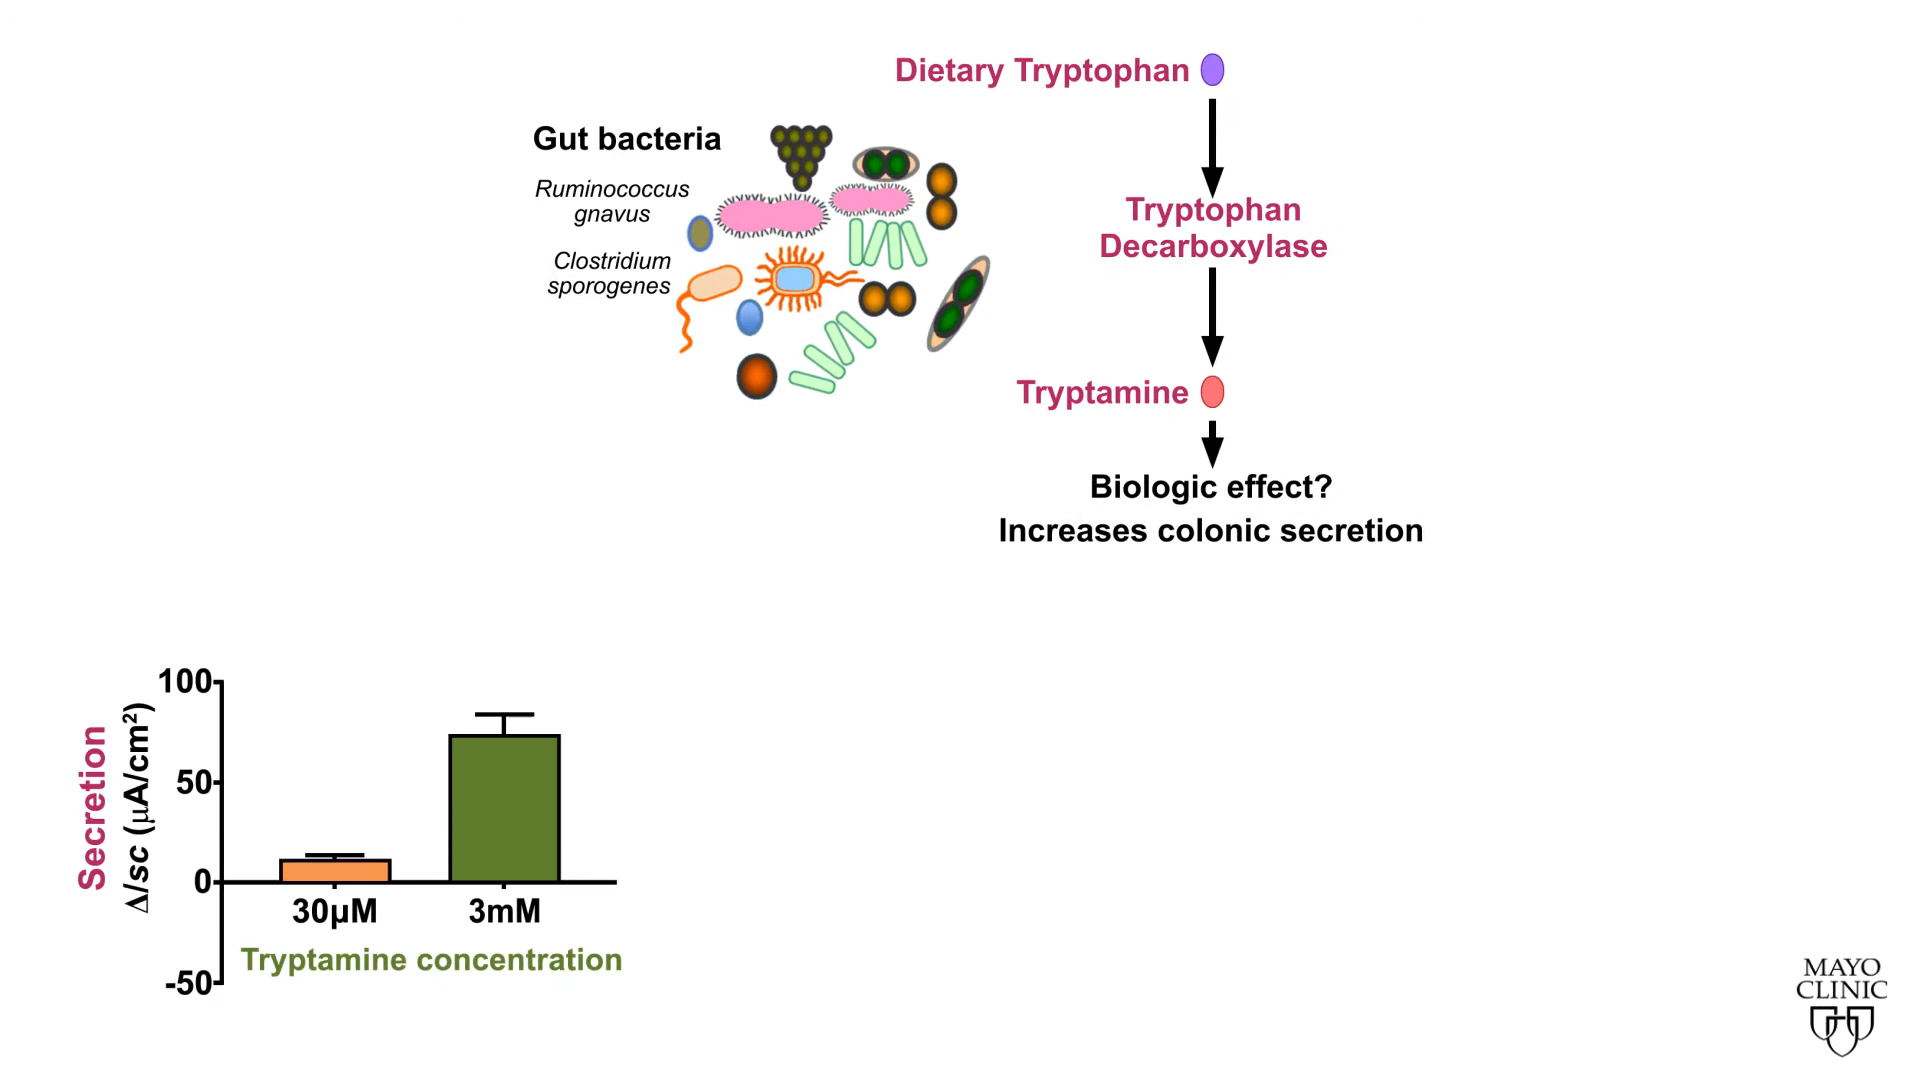 Dietary Tryptophan
Gut bacteria
Ruminococcus
gnavus
Clostridium
sporogenes
Tryptophan
Decarboxylase
Tryptamine
Biologic effect?
Increases colonic secretion
Secretion
ΔIsc (µA/cm²)
100
50
0
-50
30µM
3mM
Tryptamine concentration
MAYO
CLINIC